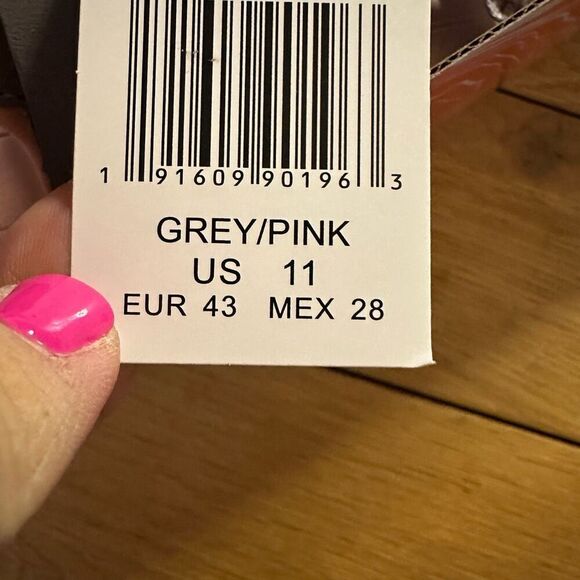 1 91609 90196 3
GREY/PINK
US 11
EUR 43 MEX 28